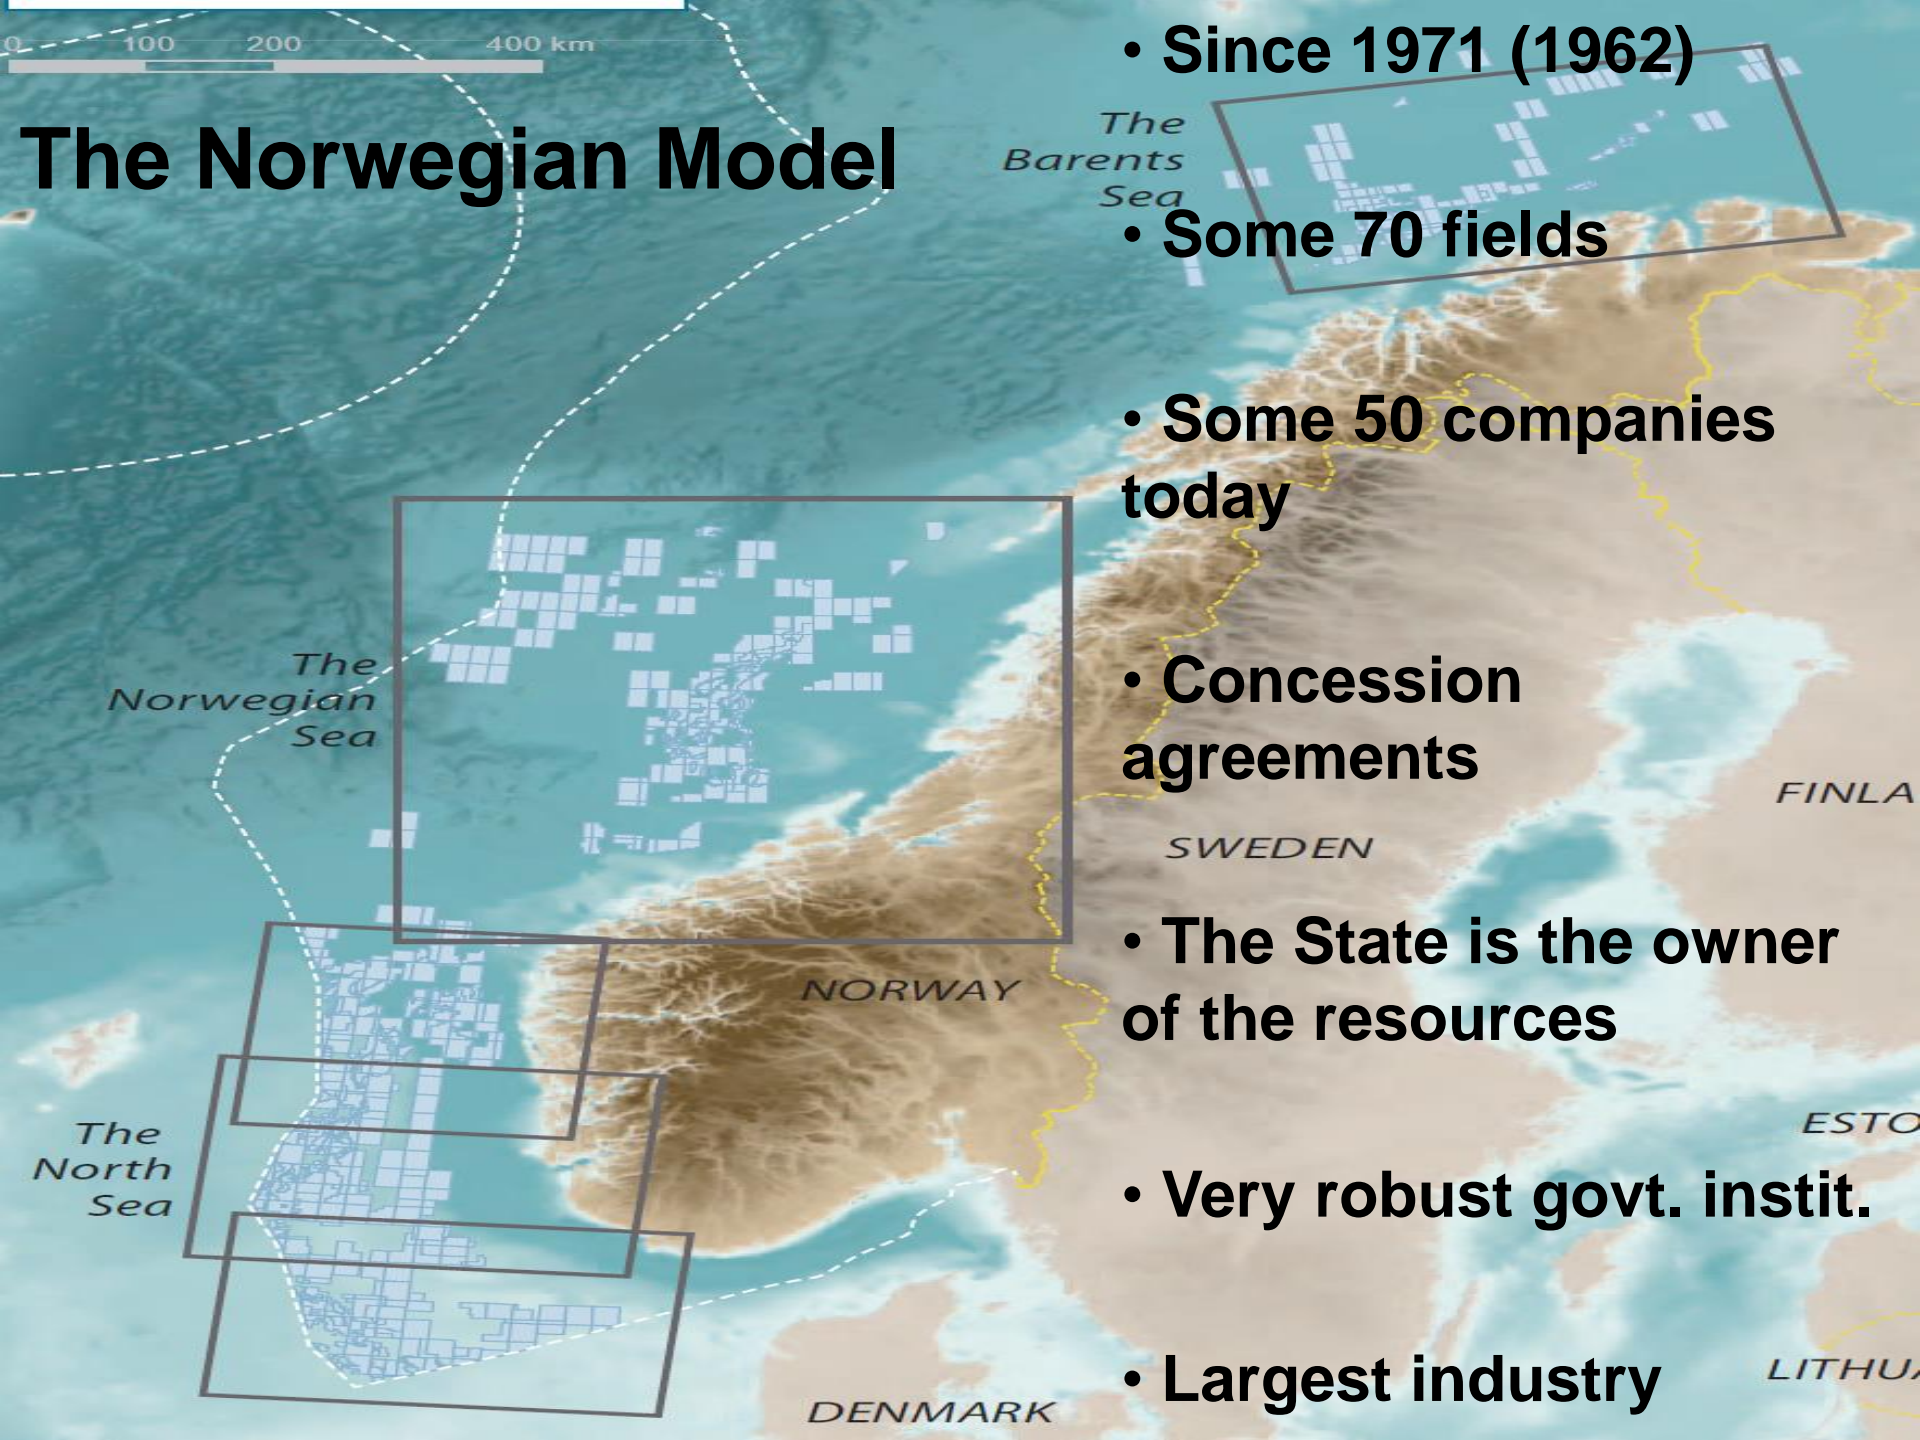 0 100 200 400 km
The Norwegian Model
• Since 1971 (1962)
• Some 70 fields
• Some 50 companies
today
• Concession
agreements
• The State is the owner
of the resources
• Very robust govt. instit.
• Largest industry
The
Barents
Sea
The
Norwegian
Sea
The
North
Sea
NORWAY
SWEDEN
FINLA
ESTO
LITHUA
DENMARK